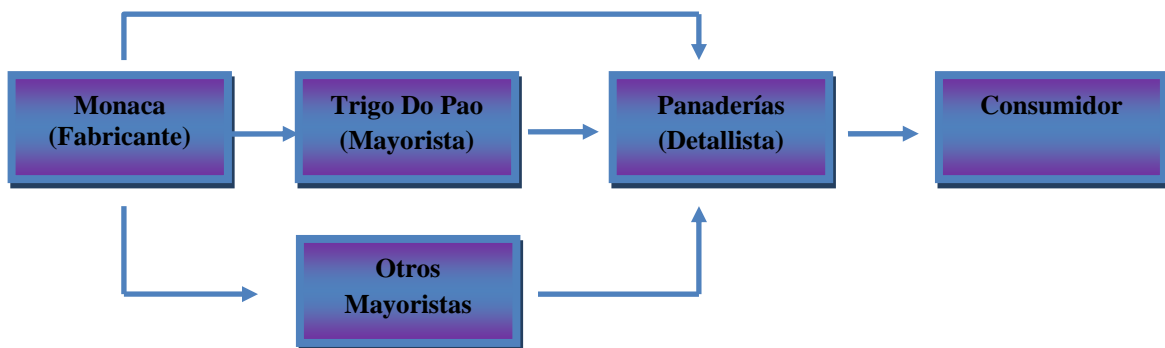 Monaca
(Fabricante)
Trigo Do Pao
(Mayorista)
Panaderías
(Detallista)
Consumidor
Otros
Mayoristas